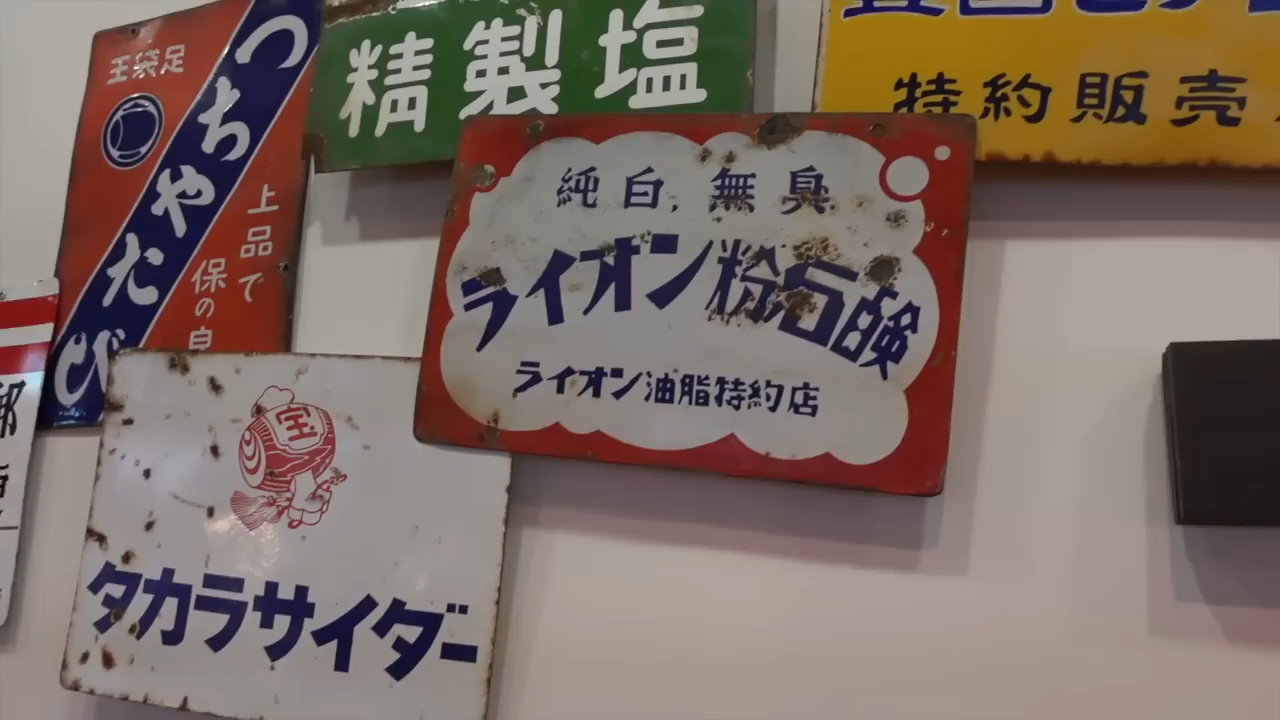 王袋足
つちやたび
上品で
保の良
精製塩
特約販売
純白,無臭
ライオン粉石鹸
ライオン油脂特約店
宝
タカラサイダー